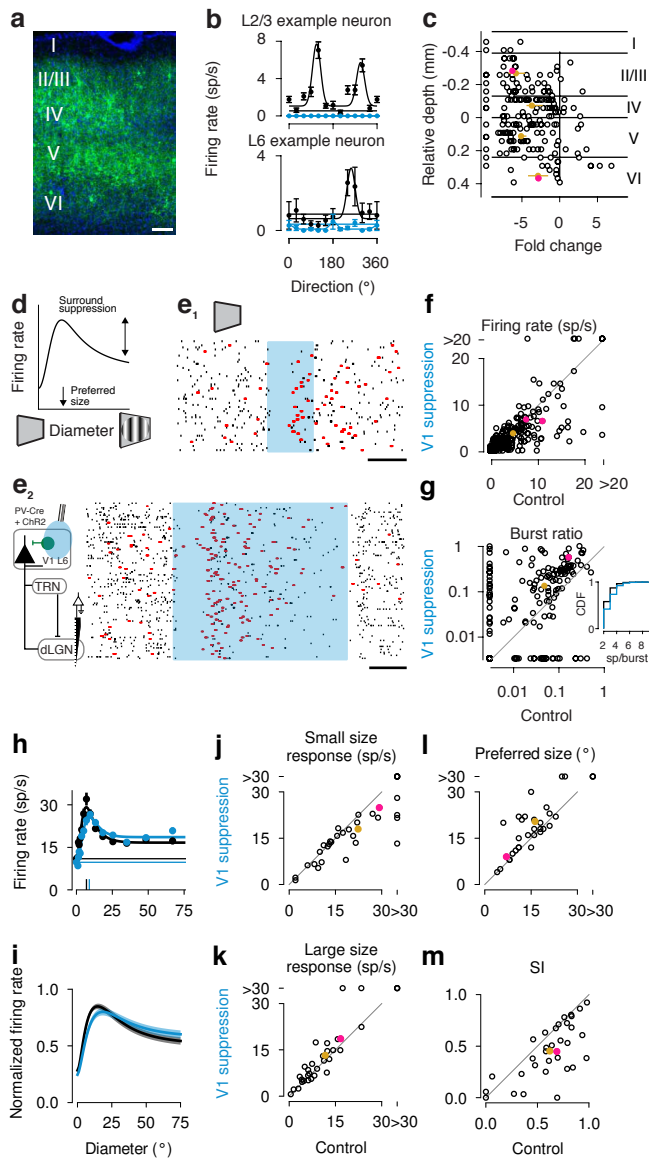 a
I
II/III
IV
V
VI
b
L2/3 example neuron
8
4
0
L6 example neuron
4
2
0
Firing rate (sp/s)
0 180 360
Direction (°)
c
-0.4
-0.2
0
0.2
0.4
Relative depth (mm)
I
II/III
IV
V
VI
-5 0 5
Fold change
d
Surround
suppression
Firing rate
Preferred
size
Diameter
e1
e2
PV-Cre
+ ChR2
V1 L6
TRN
dLGN
f
Firing rate (sp/s)
>20
20
10
0
V1 suppression
0 10 20 >20
Control
g
Burst ratio
1
0.1
0.01
V1 suppression
0.01 0.1 1
Control
CDF
1
0
2 4 6 8
sp/burst
h
45
30
15
0
Firing rate (sp/s)
0 25 50 75
i
1.0
0.5
0.0
Normalized firing rate
0 25 50 75
Diameter (°)
j
Small size
response (sp/s)
>30
30
15
0
V1 suppression
0 15 30 >30
k
Large size
response (sp/s)
>30
30
15
0
V1 suppression
0 15 30 >30
Control
l
Preferred size (°)
>30
30
15
0
0 15 30 >30
m
SI
1.0
0.5
0.0
0.0 0.5 1.0
Control